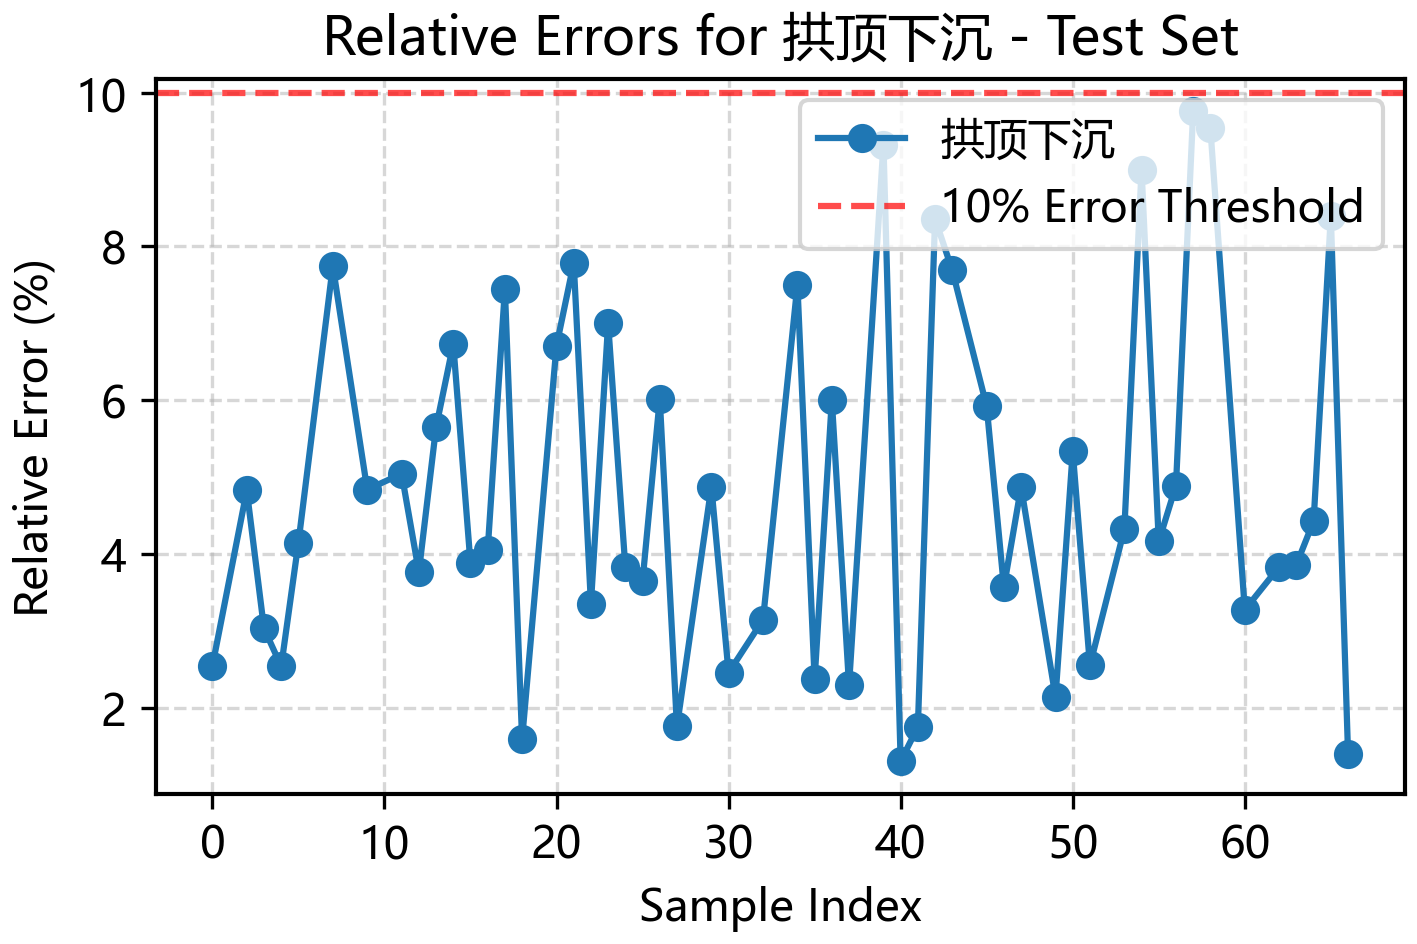 Relative Errors for 拱顶下沉 - Test Set
拱顶下沉
10% Error Threshold
Relative Error (%)
10
8
6
4
2
0 10 20 30 40 50 60
Sample Index